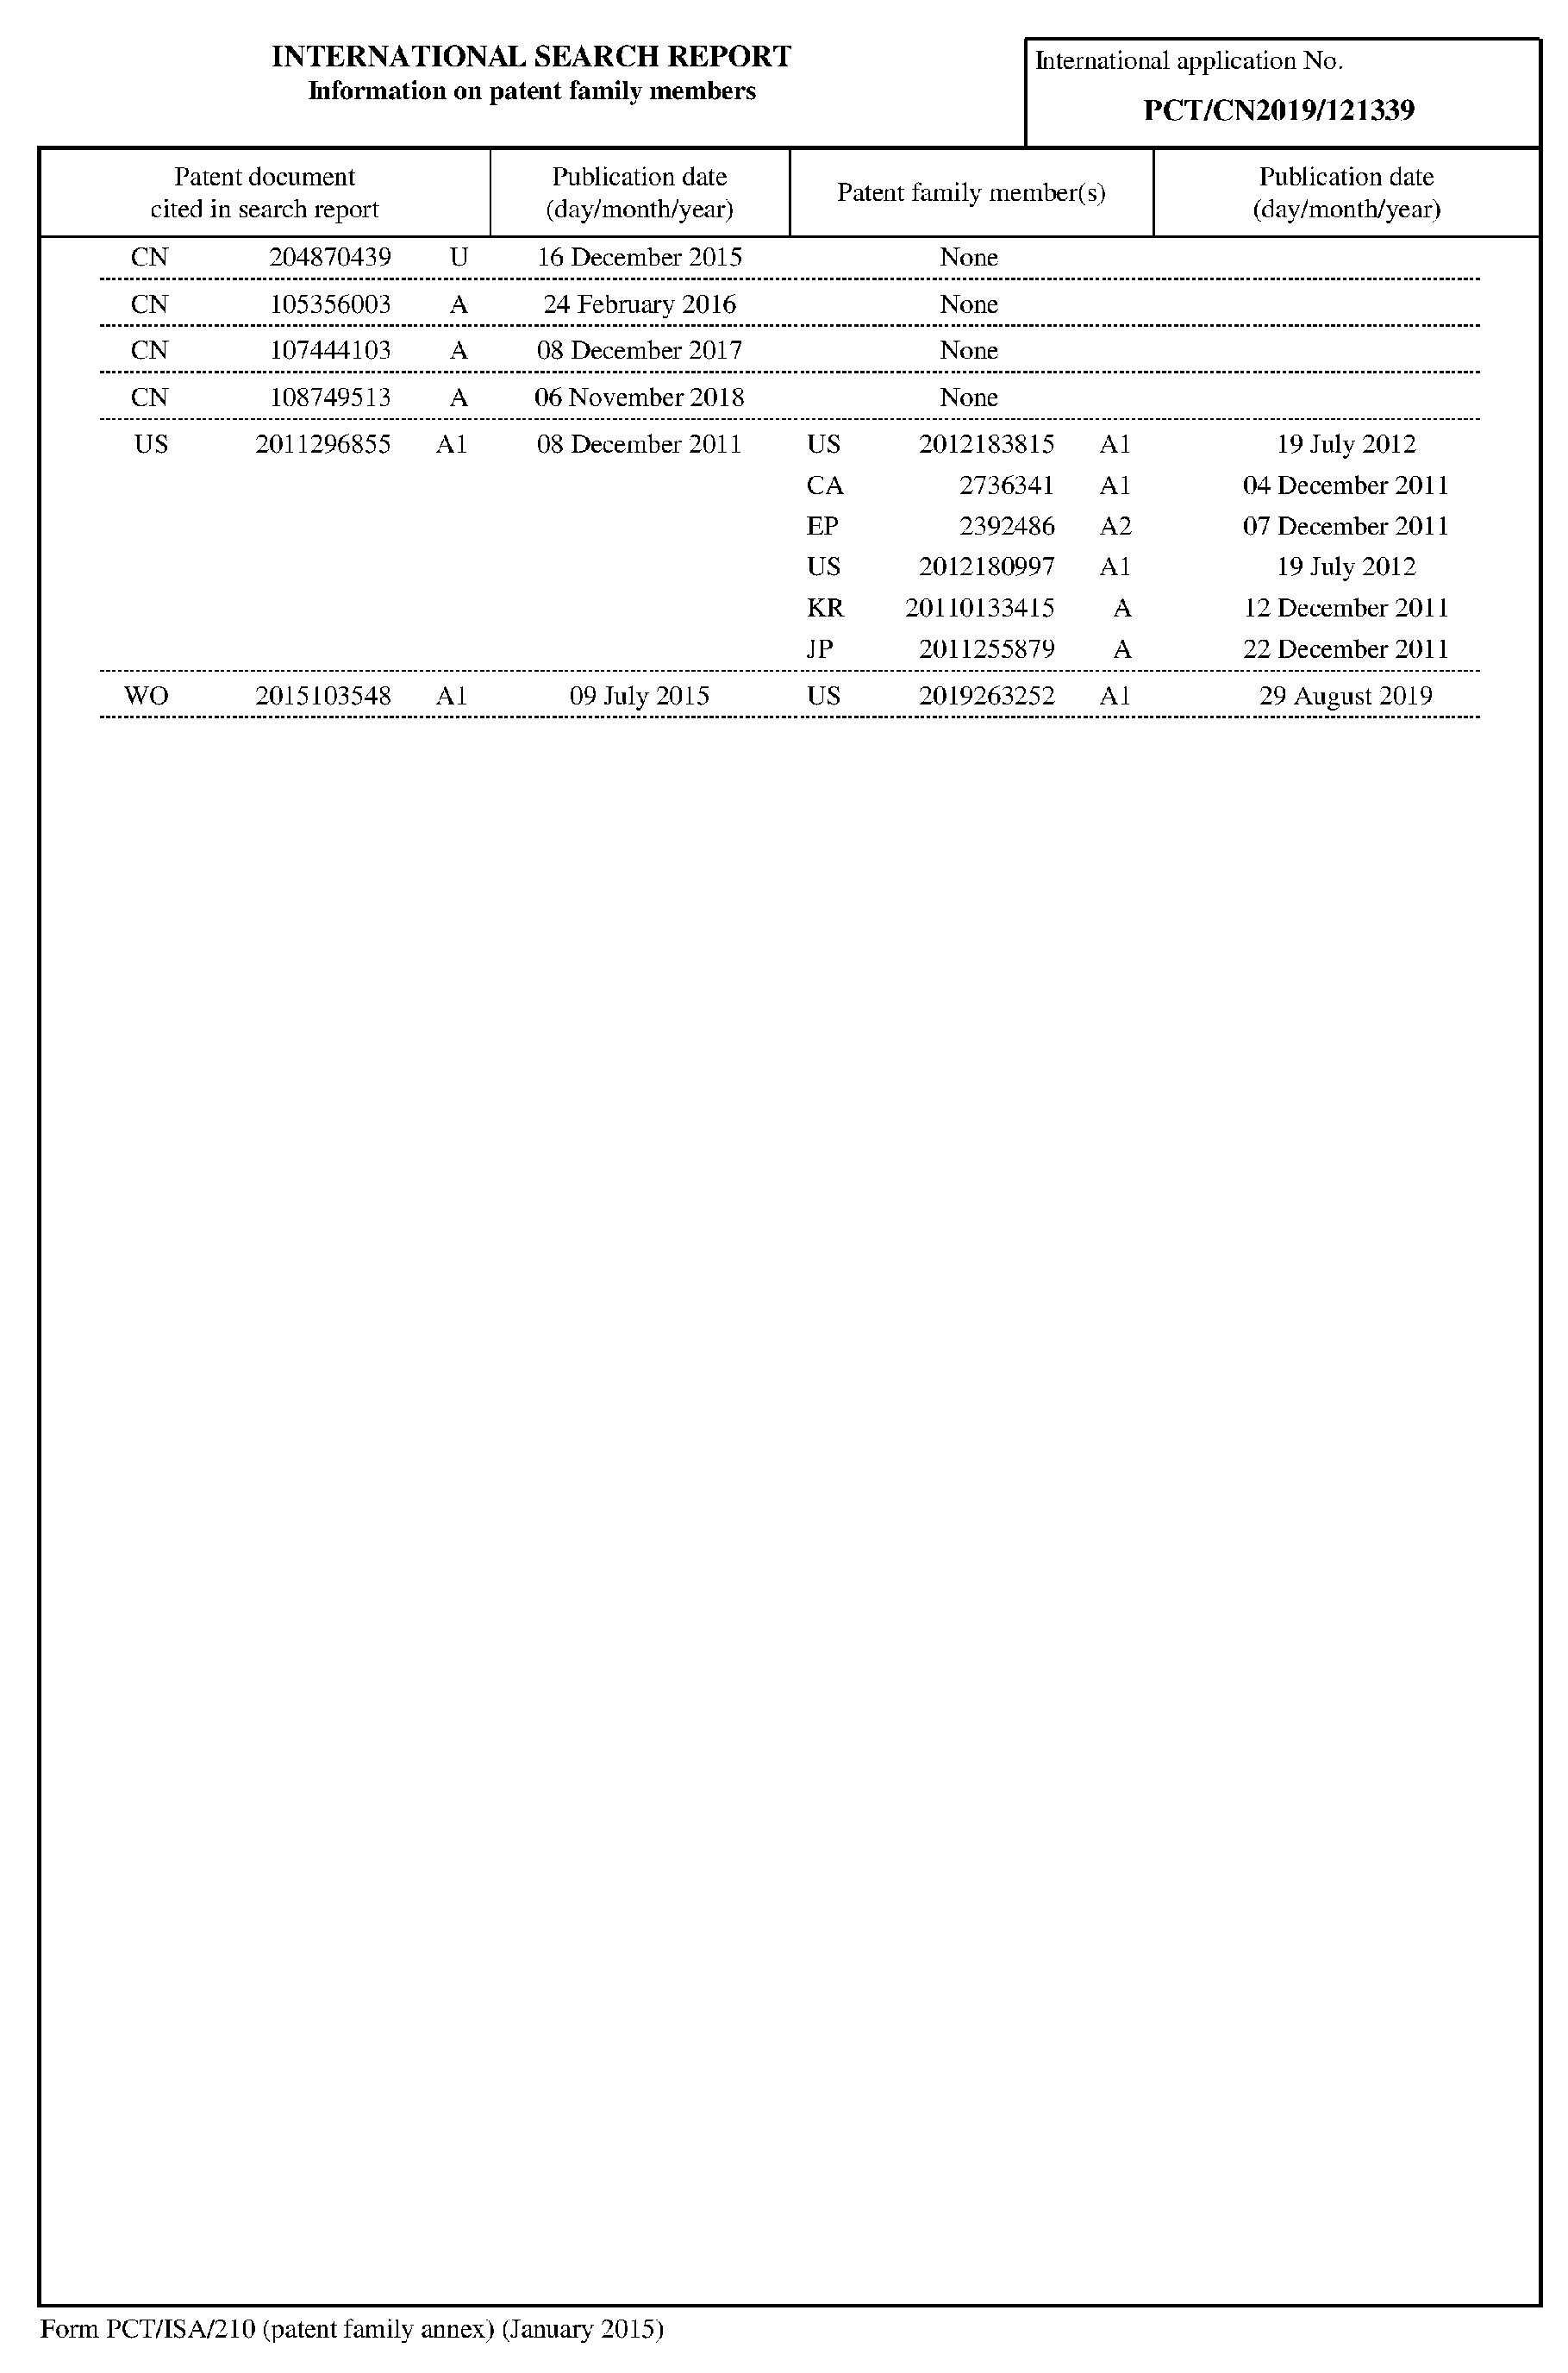 INTERNATIONAL SEARCH REPORT
Information on patent family members
International application No.
PCT/CN2019/121339
Patent document
cited in search report
Publication date
(day/month/year)
Patent family member(s)
Publication date
(day/month/year)
CN 204870439 U 16 December 2015 None
CN 105356003 A 24 February 2016 None
CN 107444103 A 08 December 2017 None
CN 108749513 A 06 November 2018 None
US 2011296855 A1 08 December 2011 US 2012183815 A1 19 July 2012
CA 2736341 A1 04 December 2011
EP 2392486 A2 07 December 2011
US 2012180997 A1 19 July 2012
KR 20110133415 A 12 December 2011
JP 2011255879 A 22 December 2011
WO 2015103548 A1 09 July 2015 US 2019263252 A1 29 August 2019
Form PCT/ISA/210 (patent family annex) (January 2015)